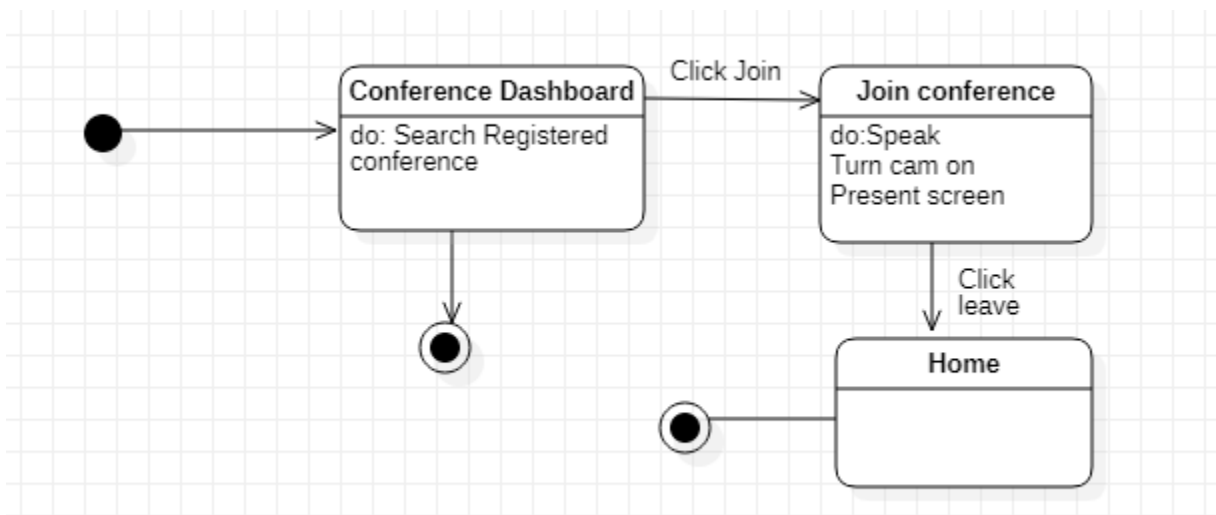 Click Join
Conference Dashboard
do: Search Registered
conference
Join conference
do:Speak
Turn cam on
Present screen
Click
leave
Home